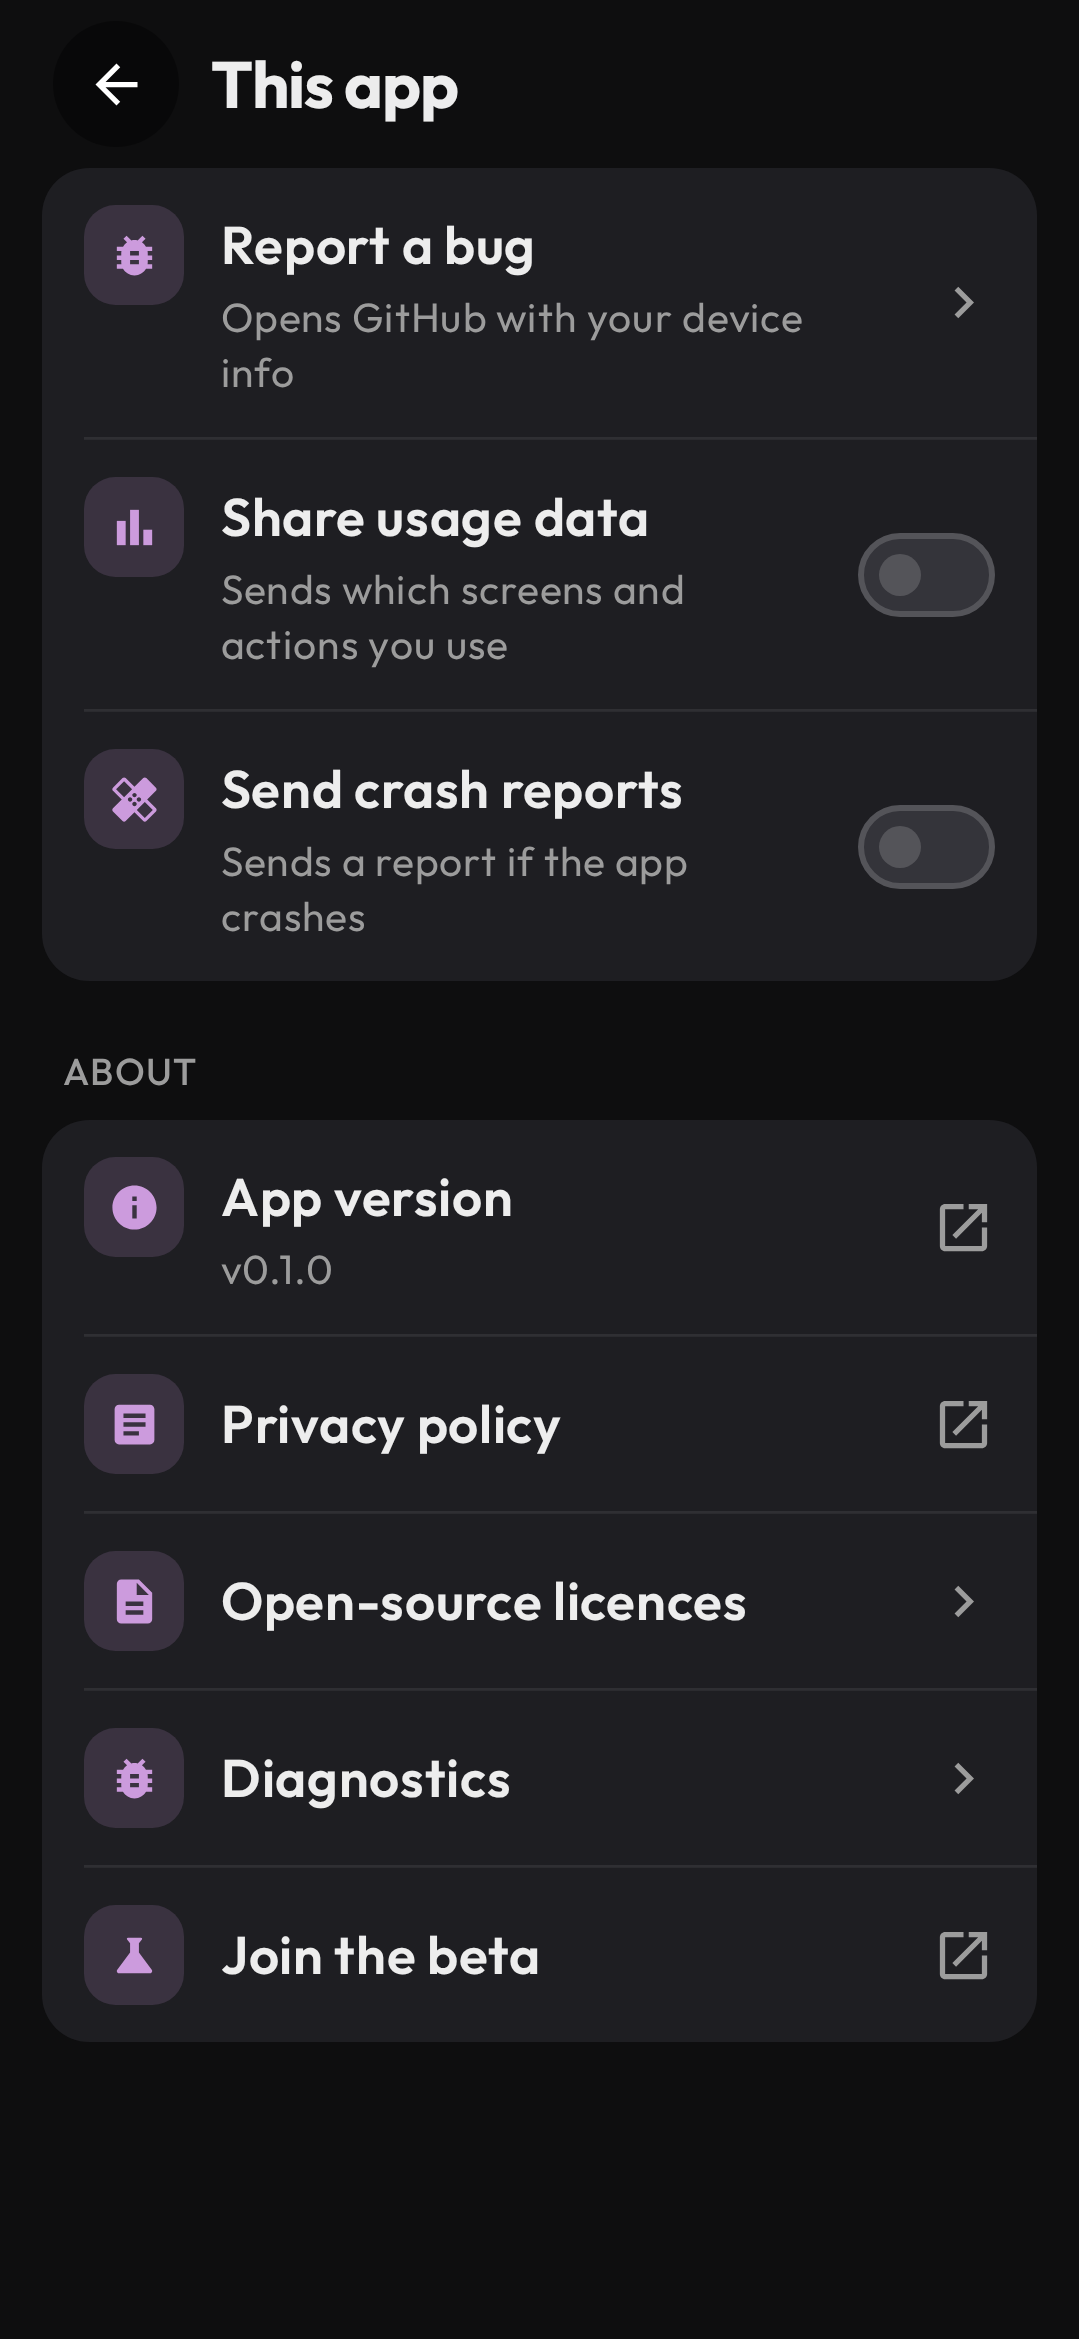 This app
Report a bug
Opens GitHub with your device
info
Share usage data
Sends which screens and
actions you use
Send crash reports
Sends a report if the app
crashes
ABOUT
App version
v0.1.0
Privacy policy
Open-source licences
Diagnostics
Join the beta